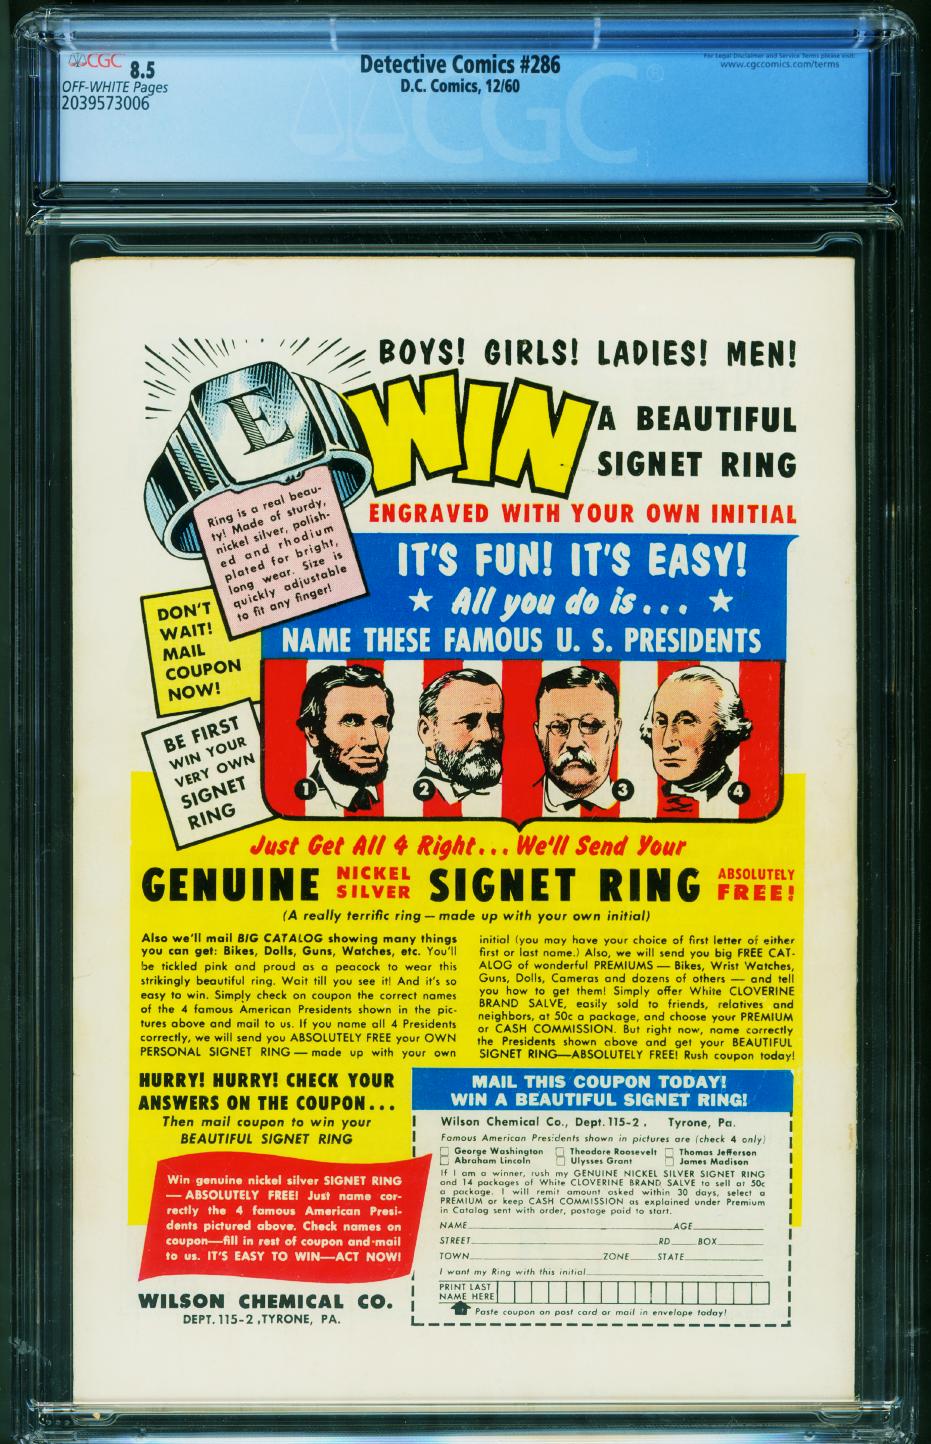 CGC 8.5
OFF-WHITE Pages
2039573006
Detective Comics #286
D.C. Comics, 12/60
For Legal Disclaimer and Service Terms please visit:
www.cgccomics.com/terms
CGC®
BOYS! GIRLS! LADIES! MEN!
WIN
A BEAUTIFUL
SIGNET RING
ENGRAVED WITH YOUR OWN INITIAL
E
Ring is a real beau-
ty! Made of sturdy,
nickel silver, polish-
ed and rhodium
plated for bright,
long wear. Size is
quickly adjustable
to fit any finger!
IT'S FUN! IT'S EASY!
★ All you do is... ★
NAME THESE FAMOUS U. S. PRESIDENTS
DON'T
WAIT!
MAIL
COUPON
NOW!
BE FIRST
WIN YOUR
VERY OWN
SIGNET
RING
1 2 3 4
Just Get All 4 Right... We'll Send Your
GENUINE NICKEL SILVER SIGNET RING ABSOLUTELY FREE!
(A really terrific ring — made up with your own initial)
Also we'll mail BIG CATALOG showing many things
you can get: Bikes, Dolls, Guns, Watches, etc. You'll
be tickled pink and proud as a peacock to wear this
strikingly beautiful ring. Wait till you see it! And it's so
easy to win. Simply check on coupon the correct names
of the 4 famous American Presidents shown in the pic-
tures above and mail to us. If you name all 4 Presidents
correctly, we will send you ABSOLUTELY FREE your OWN
PERSONAL SIGNET RING — made up with your own
initial (you may have your choice of first letter of either
first or last name.) Also, we will send you big FREE CAT-
ALOG of wonderful PREMIUMS — Bikes, Wrist Watches,
Guns, Dolls, Cameras and dozens of others — and tell
you how to get them! Simply offer White CLOVERINE
BRAND SALVE, easily sold to friends, relatives and
neighbors, at 50c a package, and choose your PREMIUM
or CASH COMMISSION. But right now, name correctly
the Presidents shown above and get your BEAUTIFUL
SIGNET RING—ABSOLUTELY FREE! Rush coupon today!
HURRY! HURRY! CHECK YOUR
ANSWERS ON THE COUPON...
Then mail coupon to win your
BEAUTIFUL SIGNET RING
Win genuine nickel silver SIGNET RING
— ABSOLUTELY FREE! Just name cor-
rectly the 4 famous American Presi-
dents pictured above. Check names on
coupon—fill in rest of coupon and mail
to us. IT'S EASY TO WIN—ACT NOW!
WILSON CHEMICAL CO.
DEPT. 115-2, TYRONE, PA.
MAIL THIS COUPON TODAY!
WIN A BEAUTIFUL SIGNET RING!
Wilson Chemical Co., Dept. 115-2, Tyrone, Pa.
Famous American Presidents shown in pictures are (check 4 only)
George Washington Theodore Roosevelt Thomas Jefferson
Abraham Lincoln Ulysses Grant James Madison
If I am a winner, rush my GENUINE NICKEL SILVER SIGNET RING
and 14 packages of White CLOVERINE BRAND SALVE to sell at 50c
a package. I will remit amount asked within 30 days, select a
PREMIUM or keep CASH COMMISSION as explained under Premium
in Catalog sent with order, postage paid to start.
NAME AGE
STREET RD BOX
TOWN ZONE STATE
I want my Ring with this initial
PRINT LAST
NAME HERE
Paste coupon on post card or mail in envelope today!